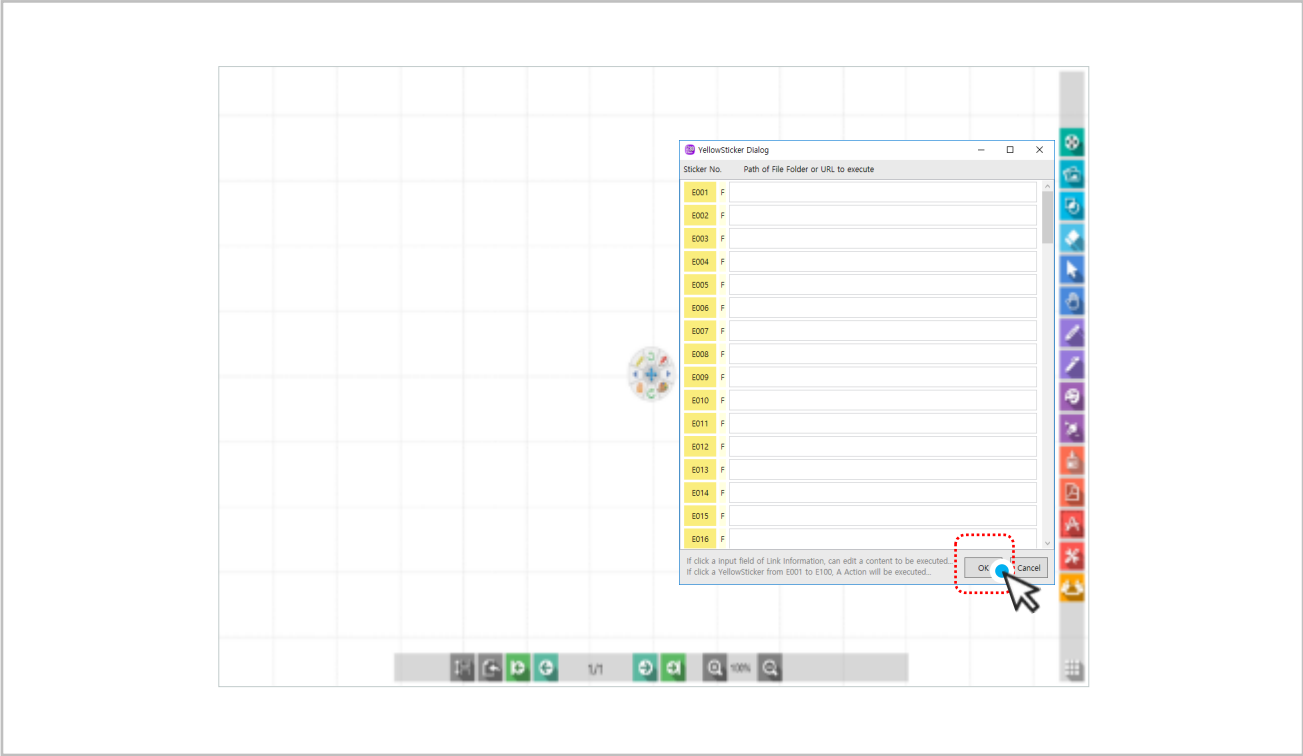 YellowSticker Dialog
Sticker No. Path of File Folder or URL to execute
E001 F
E002 F
E003 F
E004 F
E005 F
E006 F
E007 F
E008 F
E009 F
E010 F
E011 F
E012 F
E013 F
E014 F
E015 F
E016 F
If click a input field of Link Information, can edit a content to be executed...
If click a YellowSticker from E001 to E100, A Action will be executed...
OK Cancel
1/1 100%